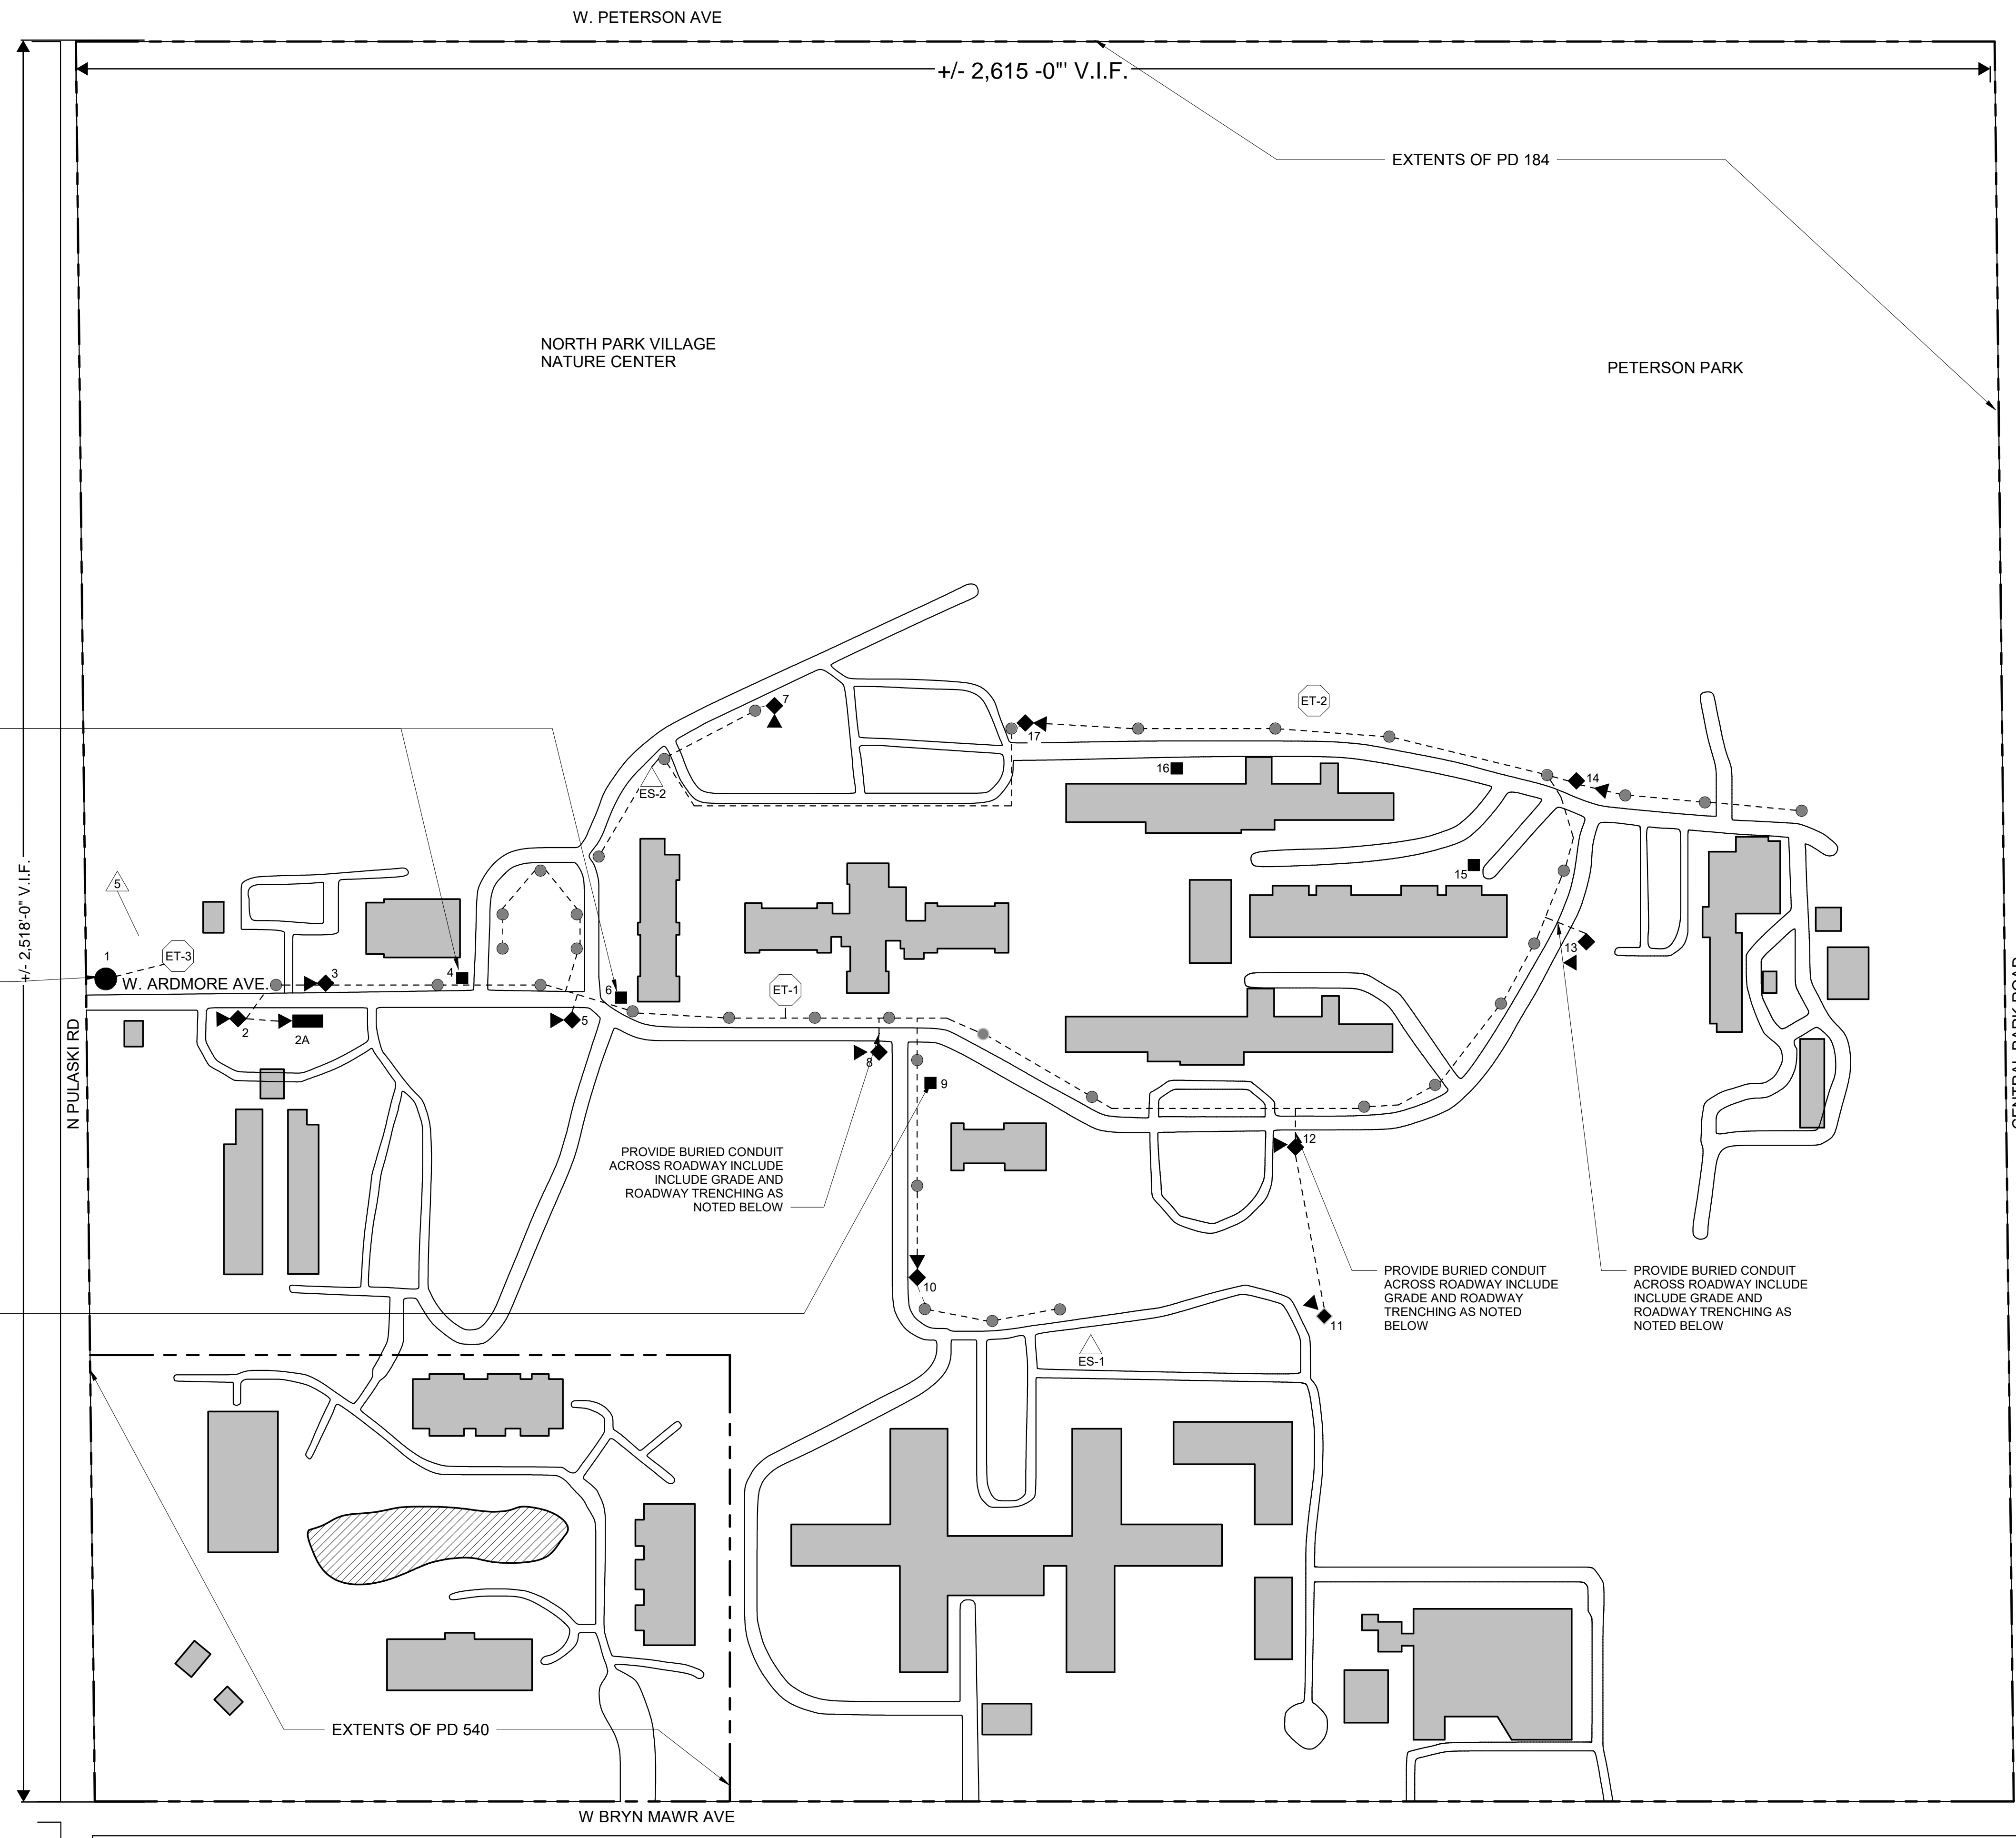 W. PETERSON AVE
+/- 2,615 -0"' V.I.F.
EXTENTS OF PD 184
NORTH PARK VILLAGE
NATURE CENTER
PETERSON PARK
+/- 2,518'-0" V.I.F.
N PULASKI RD
7
17
ET-2
14
16
ES-2
15
5
1
ET-3
W. ARDMORE AVE.
3
4
6
2
2A
5
ET-1
8
9
13
12
PROVIDE BURIED CONDUIT
ACROSS ROADWAY INCLUDE
INCLUDE GRADE AND
ROADWAY TRENCHING AS
NOTED BELOW
10
11
PROVIDE BURIED CONDUIT
ACROSS ROADWAY INCLUDE
GRADE AND ROADWAY
TRENCHING AS NOTED
BELOW
PROVIDE BURIED CONDUIT
ACROSS ROADWAY INCLUDE
INCLUDE GRADE AND
ROADWAY TRENCHING AS
NOTED BELOW
ES-1
EXTENTS OF PD 540
W BRYN MAWR AVE
CENTRAL PARK ROAD